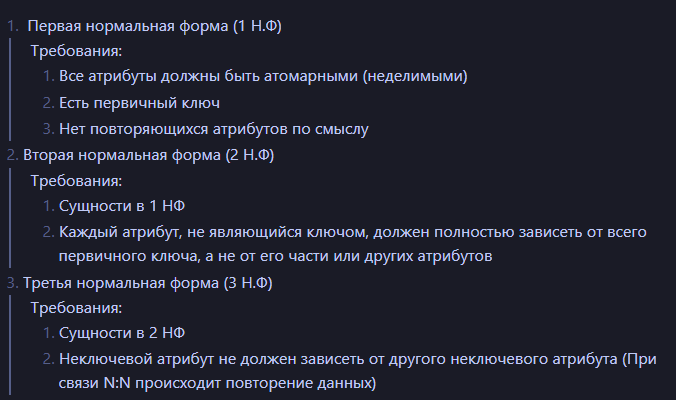 1. Первая нормальная форма (1 Н.Ф)
Требования:
1. Все атрибуты должны быть атомарными (неделимыми)
2. Есть первичный ключ
3. Нет повторяющихся атрибутов по смыслу
2. Вторая нормальная форма (2 Н.Ф)
Требования:
1. Сущности в 1 НФ
2. Каждый атрибут, не являющийся ключом, должен полностью зависеть от всего
первичного ключа, а не от его части или других атрибутов
3. Третья нормальная форма (3 Н.Ф)
Требования:
1. Сущности в 2 НФ
2. Неключевой атрибут не должен зависеть от другого неключевого атрибута (При
связи N:N происходит повторение данных)